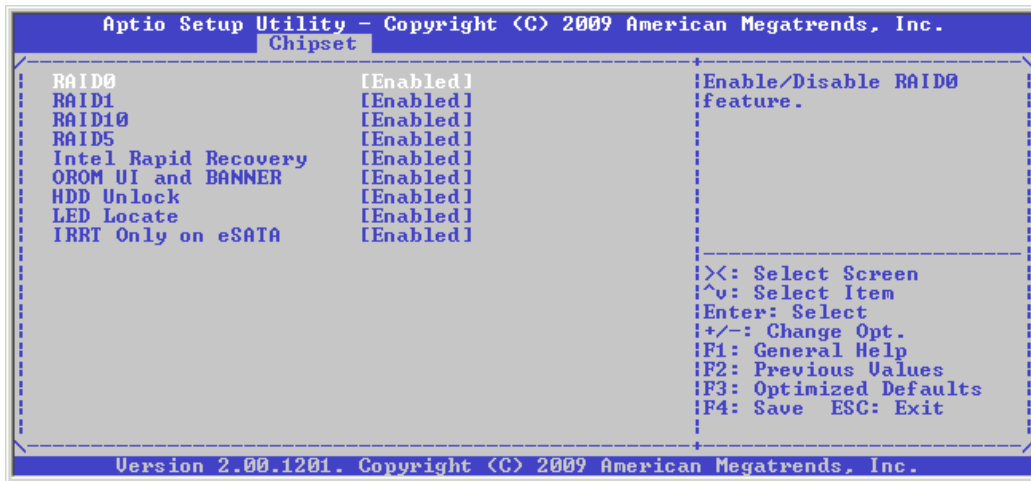 Aptio Setup Utility - Copyright (C) 2009 American Megatrends, Inc.
Chipset
RAID0 [Enabled]
RAID1 [Enabled]
RAID10 [Enabled]
RAID5 [Enabled]
Intel Rapid Recovery [Enabled]
OROM UI and BANNER [Enabled]
HDD Unlock [Enabled]
LED Locate [Enabled]
IRRT Only on eSATA [Enabled]
Enable/Disable RAID0
feature.
><: Select Screen
^v: Select Item
Enter: Select
+/-: Change Opt.
F1: General Help
F2: Previous Values
F3: Optimized Defaults
F4: Save ESC: Exit
Version 2.00.1201. Copyright (C) 2009 American Megatrends, Inc.